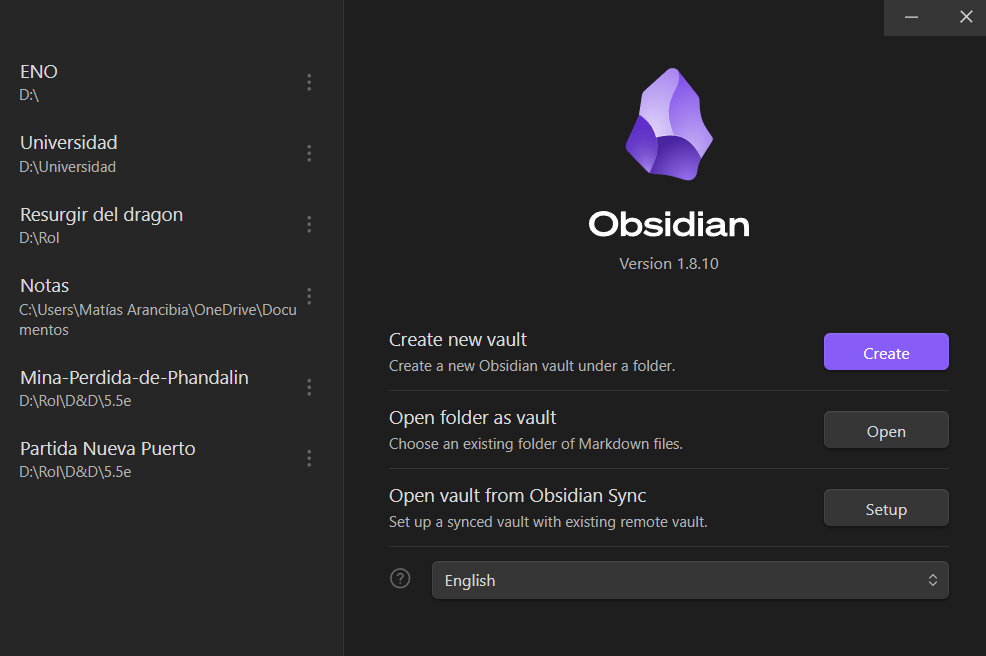 ENO
D:\
Universidad
D:\Universidad
Resurgir del dragon
D:\Rol
Notas
C:\Users\Matías Arancibia\OneDrive\Docu
mentos
Mina-Perdida-de-Phandalin
D:\Rol\D&D\5.5e
Partida Nueva Puerto
D:\Rol\D&D\5.5e
Obsidian
Version 1.8.10
Create new vault
Create a new Obsidian vault under a folder.
Create
Open folder as vault
Choose an existing folder of Markdown files.
Open
Open vault from Obsidian Sync
Set up a synced vault with existing remote vault.
Setup
?
English